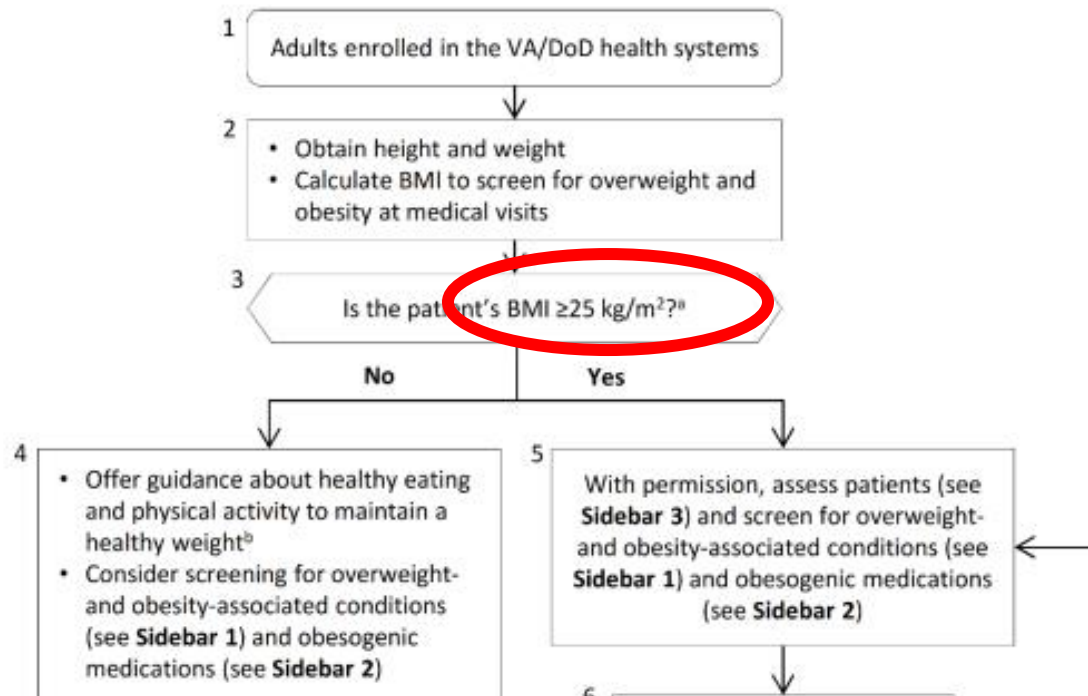 1
Adults enrolled in the VA/DoD health systems
2
• Obtain height and weight
• Calculate BMI to screen for overweight and
obesity at medical visits
3
Is the patient's BMI ≥25 kg/m²?ᵃ
No
Yes
4
• Offer guidance about healthy eating
and physical activity to maintain a
healthy weightᵇ
• Consider screening for overweight-
and obesity-associated conditions
(see Sidebar 1) and obesogenic
medications (see Sidebar 2)
5
With permission, assess patients (see
Sidebar 3) and screen for overweight-
and obesity-associated conditions (see
Sidebar 1) and obesogenic medications
(see Sidebar 2)
6